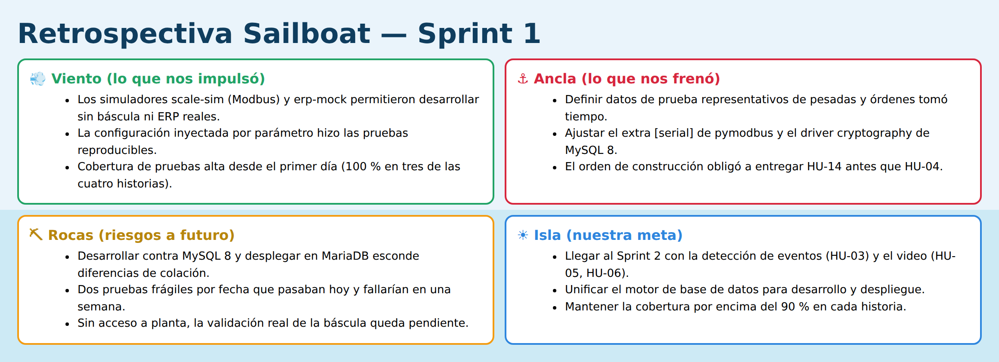 Retrospectiva Sailboat — Sprint 1
💨 Viento (lo que nos impulsó)
• Los simuladores scale-sim (Modbus) y erp-mock permitieron desarrollar
sin báscula ni ERP reales.
• La configuración inyectada por parámetro hizo las pruebas
reproducibles.
• Cobertura de pruebas alta desde el primer día (100 % en tres de las
cuatro historias).
⚓ Ancla (lo que nos frenó)
• Definir datos de prueba representativos de pesadas y órdenes tomó
tiempo.
• Ajustar el extra [serial] de pymodbus y el driver cryptography de
MySQL 8.
• El orden de construcción obligó a entregar HU-14 antes que HU-04.
⛏ Rocas (riesgos a futuro)
• Desarrollar contra MySQL 8 y desplegar en MariaDB esconde
diferencias de colación.
• Dos pruebas frágiles por fecha que pasaban hoy y fallarían en una
semana.
• Sin acceso a planta, la validación real de la báscula queda pendiente.
☀ Isla (nuestra meta)
• Llegar al Sprint 2 con la detección de eventos (HU-03) y el video (HU-
05, HU-06).
• Unificar el motor de base de datos para desarrollo y despliegue.
• Mantener la cobertura por encima del 90 % en cada historia.